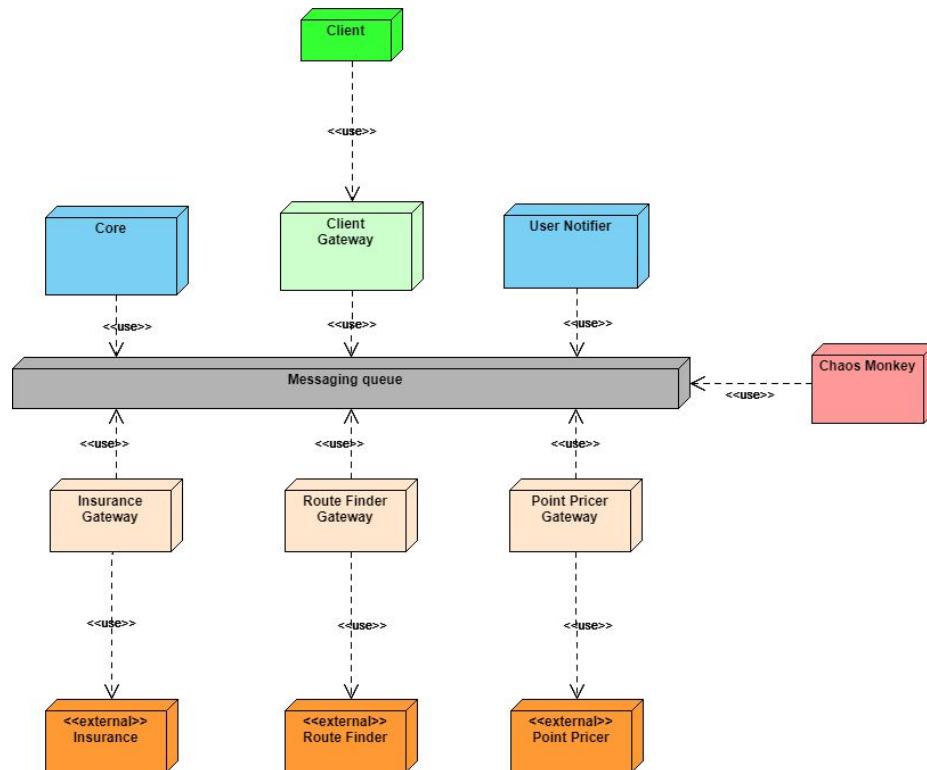 Client
<<use>>
Core
Client
Gateway
User Notifier
<<use>>
<<use>>
<<use>>
Messaging queue
Chaos Monkey
<<use>>
<<use>>
<<use>>
<<use>>
Insurance
Gateway
Route Finder
Gateway
Point Pricer
Gateway
<<use>>
<<use>>
<<use>>
<<external>>
Insurance
<<external>>
Route Finder
<<external>>
Point Pricer